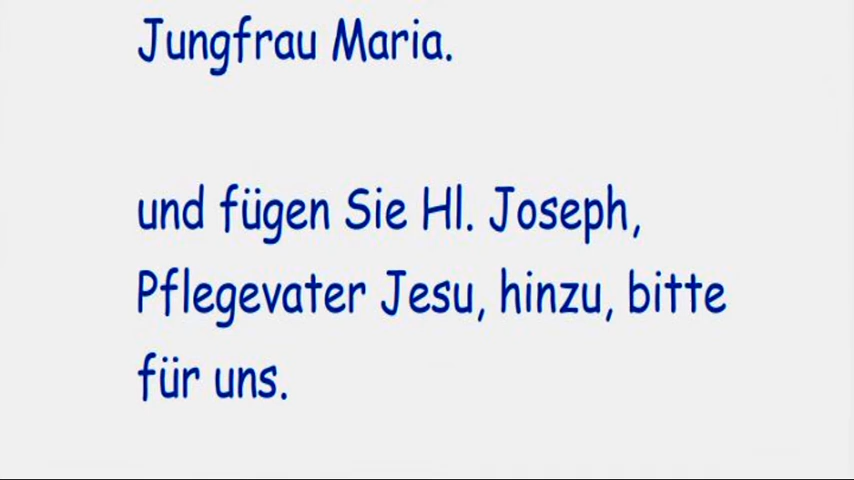 Jungfrau Maria.
und fügen Sie Hl. Joseph,
Pflegevater Jesu, hinzu, bitte
für uns.